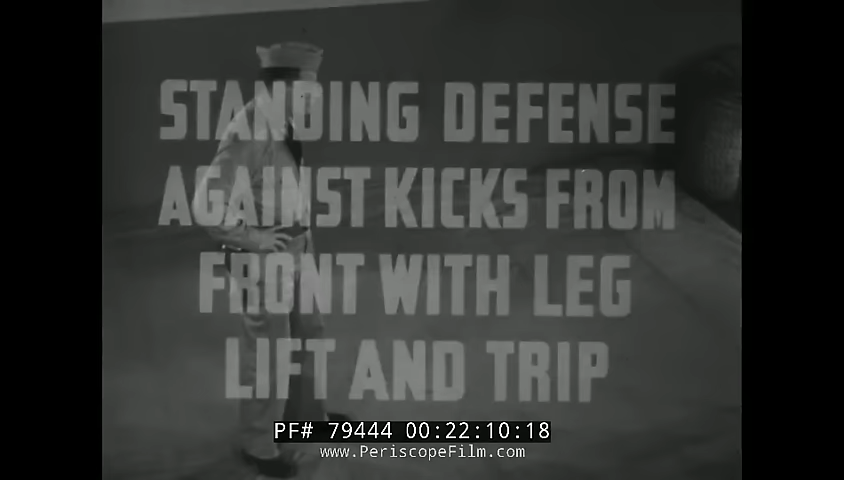 STANDING DEFENSE
AGAINST KICKS FROM
FRONT WITH LEG
LIFT AND TRIP
PF# 79444 00:22:10:18
www.PeriscopeFilm.com